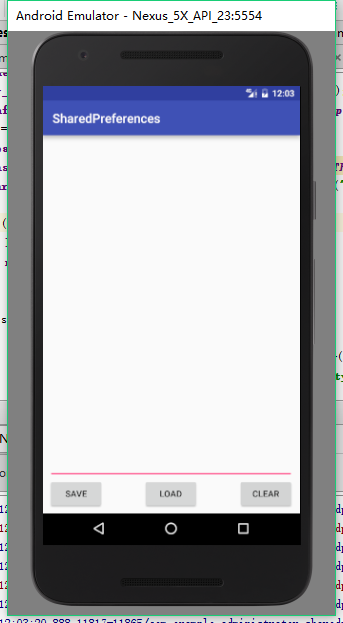 Android Emulator - Nexus_5X_API_23:5554
12:03
SharedPreferences
SAVE LOAD CLEAR